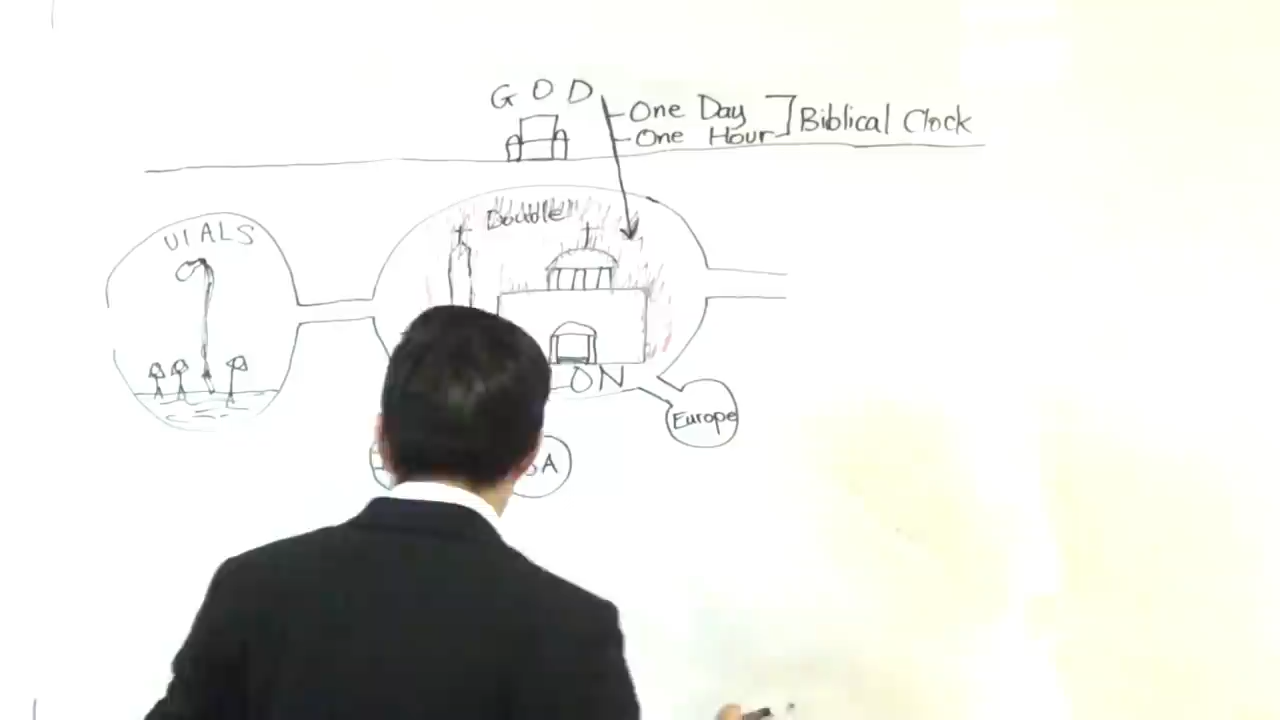 GOD
One Day
One Hour
Biblical Clock
VIALS
Double
ON
Europe
A